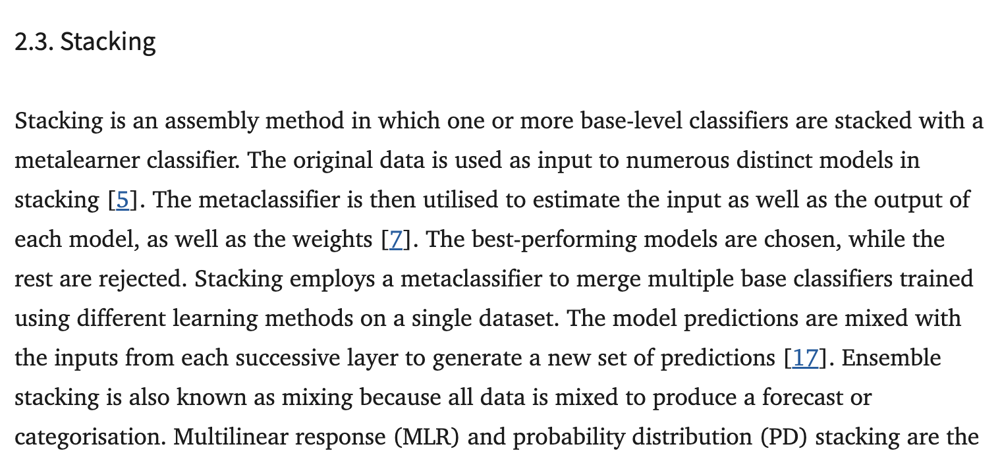 2.3. Stacking
Stacking is an assembly method in which one or more base-level classifiers are stacked with a
metalearner classifier. The original data is used as input to numerous distinct models in
stacking [5]. The metaclassifier is then utilised to estimate the input as well as the output of
each model, as well as the weights [7]. The best-performing models are chosen, while the
rest are rejected. Stacking employs a metaclassifier to merge multiple base classifiers trained
using different learning methods on a single dataset. The model predictions are mixed with
the inputs from each successive layer to generate a new set of predictions [17]. Ensemble
stacking is also known as mixing because all data is mixed to produce a forecast or
categorisation. Multilinear response (MLR) and probability distribution (PD) stacking are the